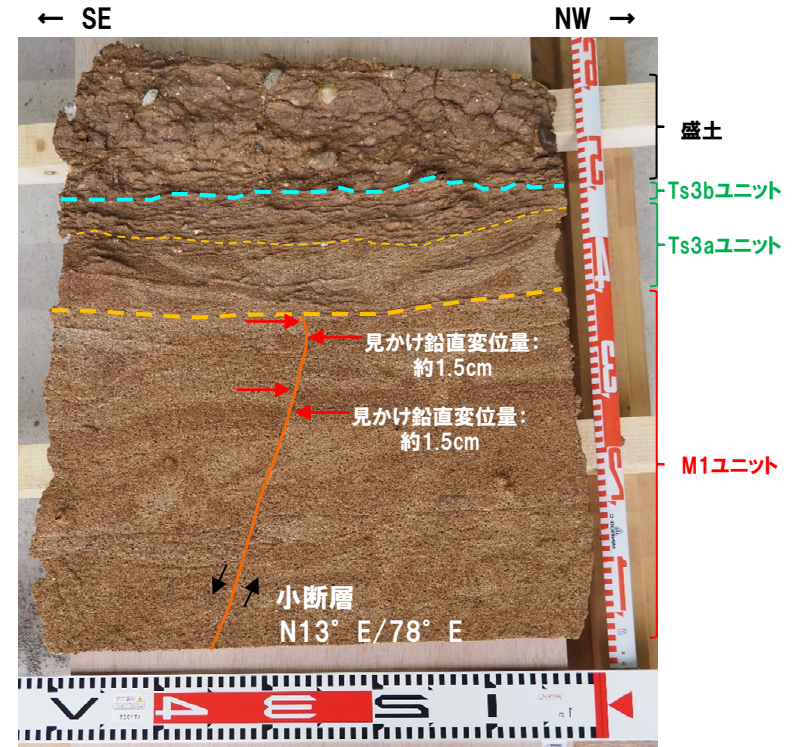 ← SE
NW →
盛土
Ts3bユニット
Ts3aユニット
見かけ鉛直変位量:
約1.5cm
見かけ鉛直変位量:
約1.5cm
M1ユニット
小断層
N13°E/78°E